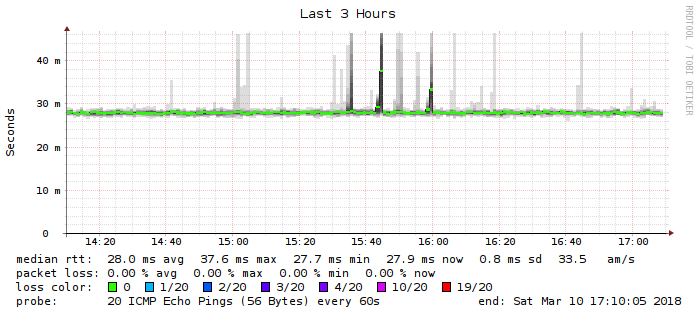 Last 3 Hours
RRDTOOL / TOBI OETIKER
Seconds
40 m
30 m
20 m
10 m
0
14:20 14:40 15:00 15:20 15:40 16:00 16:20 16:40 17:00
median rtt: 28.0 ms avg 37.6 ms max 27.7 ms min 27.9 ms now 0.8 ms sd 33.5 am/s
packet loss: 0.00 % avg 0.00 % max 0.00 % min 0.00 % now
loss color: 0 1/20 2/20 3/20 4/20 10/20 19/20
probe: 20 ICMP Echo Pings (56 Bytes) every 60s end: Sat Mar 10 17:10:05 2018